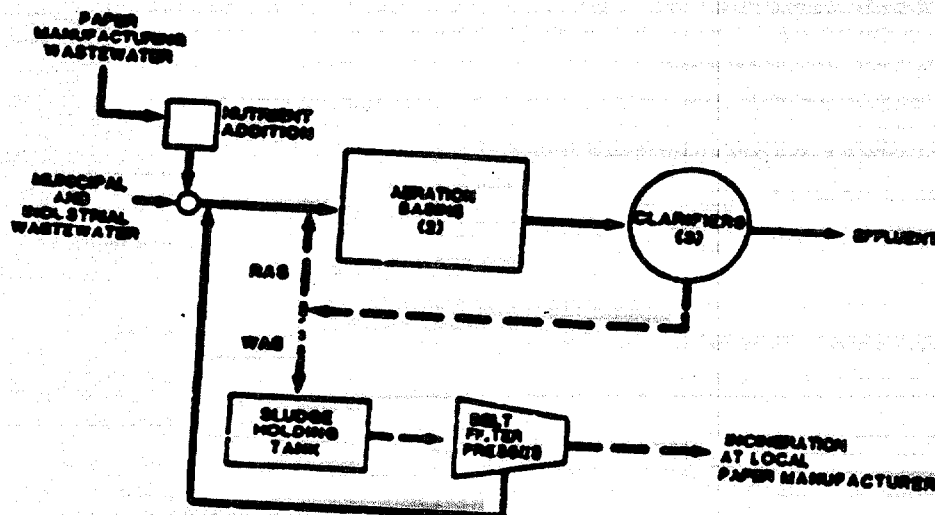 PAPER
MANUFACTURING
WASTEWATER
NUTRIENT
ADDITION
MUNICIPAL
AND
INDUSTRIAL
WASTEWATER
AERATION
BASINS
(2)
CLARIFIERS
(3)
EFFLUENT
RAS
WAS
SLUDGE
HOLDING
TANK
BELT
FILTER
INCINERATION
AT LOCAL
PAPER MANUFACTURER